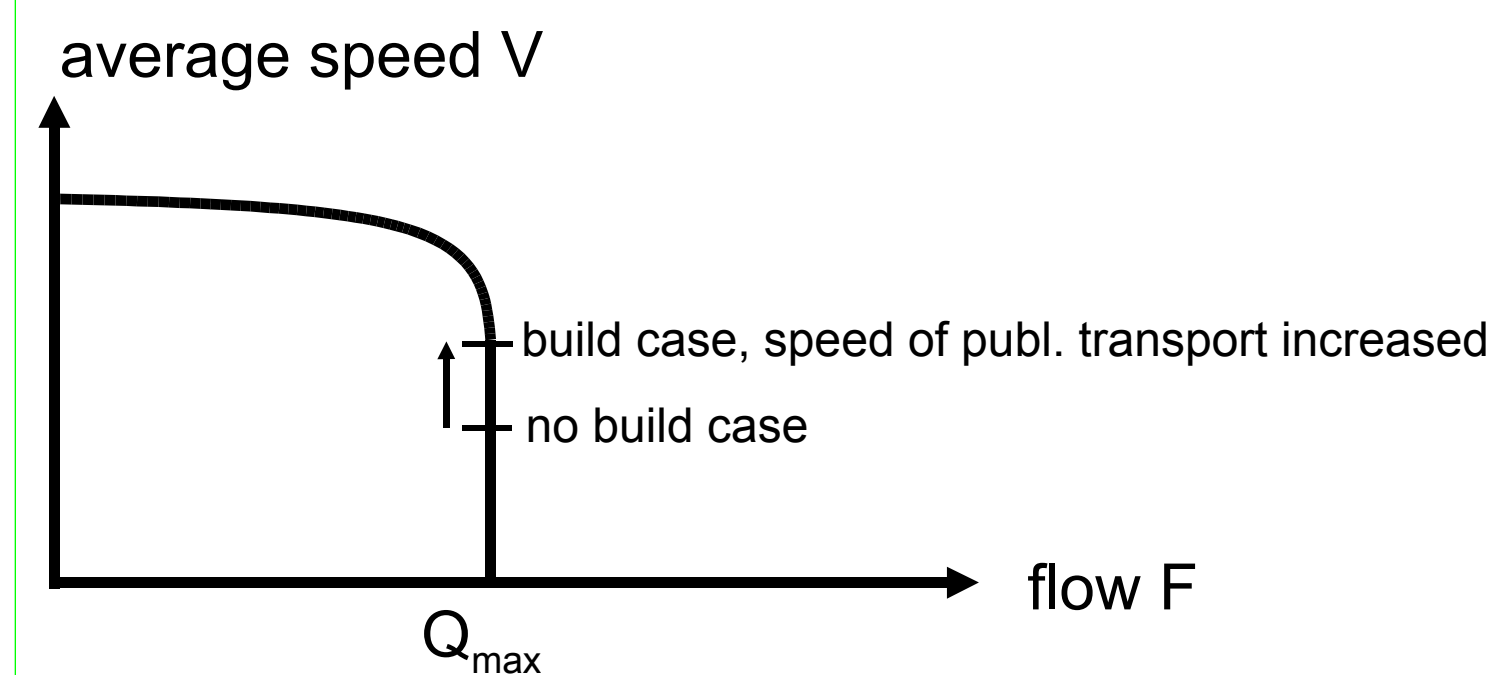 average speed V
build case, speed of publ. transport increased
no build case
flow F
Qmax